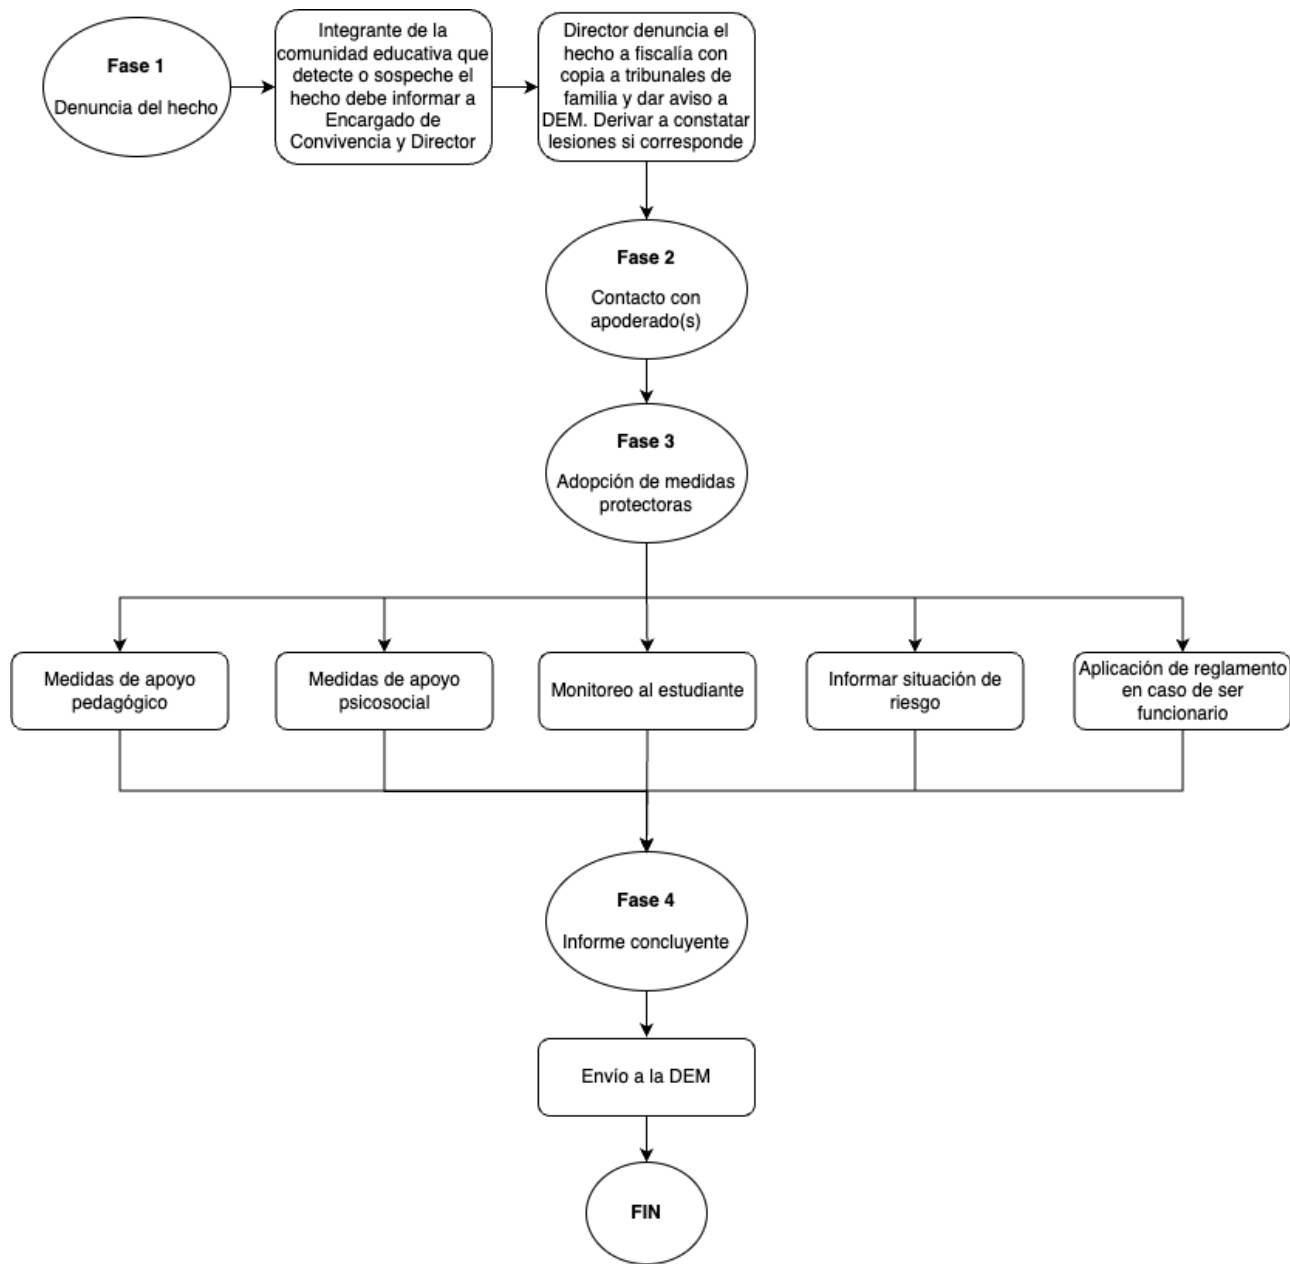 Fase 1
Denuncia del hecho
Integrante de la
comunidad educativa que
detecte o sospeche el
hecho debe informar a
Encargado de
Convivencia y Director
Director denuncia el
hecho a fiscalía con
copia a tribunales de
familia y dar aviso a
DEM. Derivar a constatar
lesiones si corresponde
Fase 2
Contacto con
apoderado(s)
Fase 3
Adopción de medidas
protectoras
Medidas de apoyo
pedagógico
Medidas de apoyo
psicosocial
Monitoreo al estudiante
Informar situación de
riesgo
Aplicación de reglamento
en caso de ser
funcionario
Fase 4
Informe concluyente
Envío a la DEM
FIN